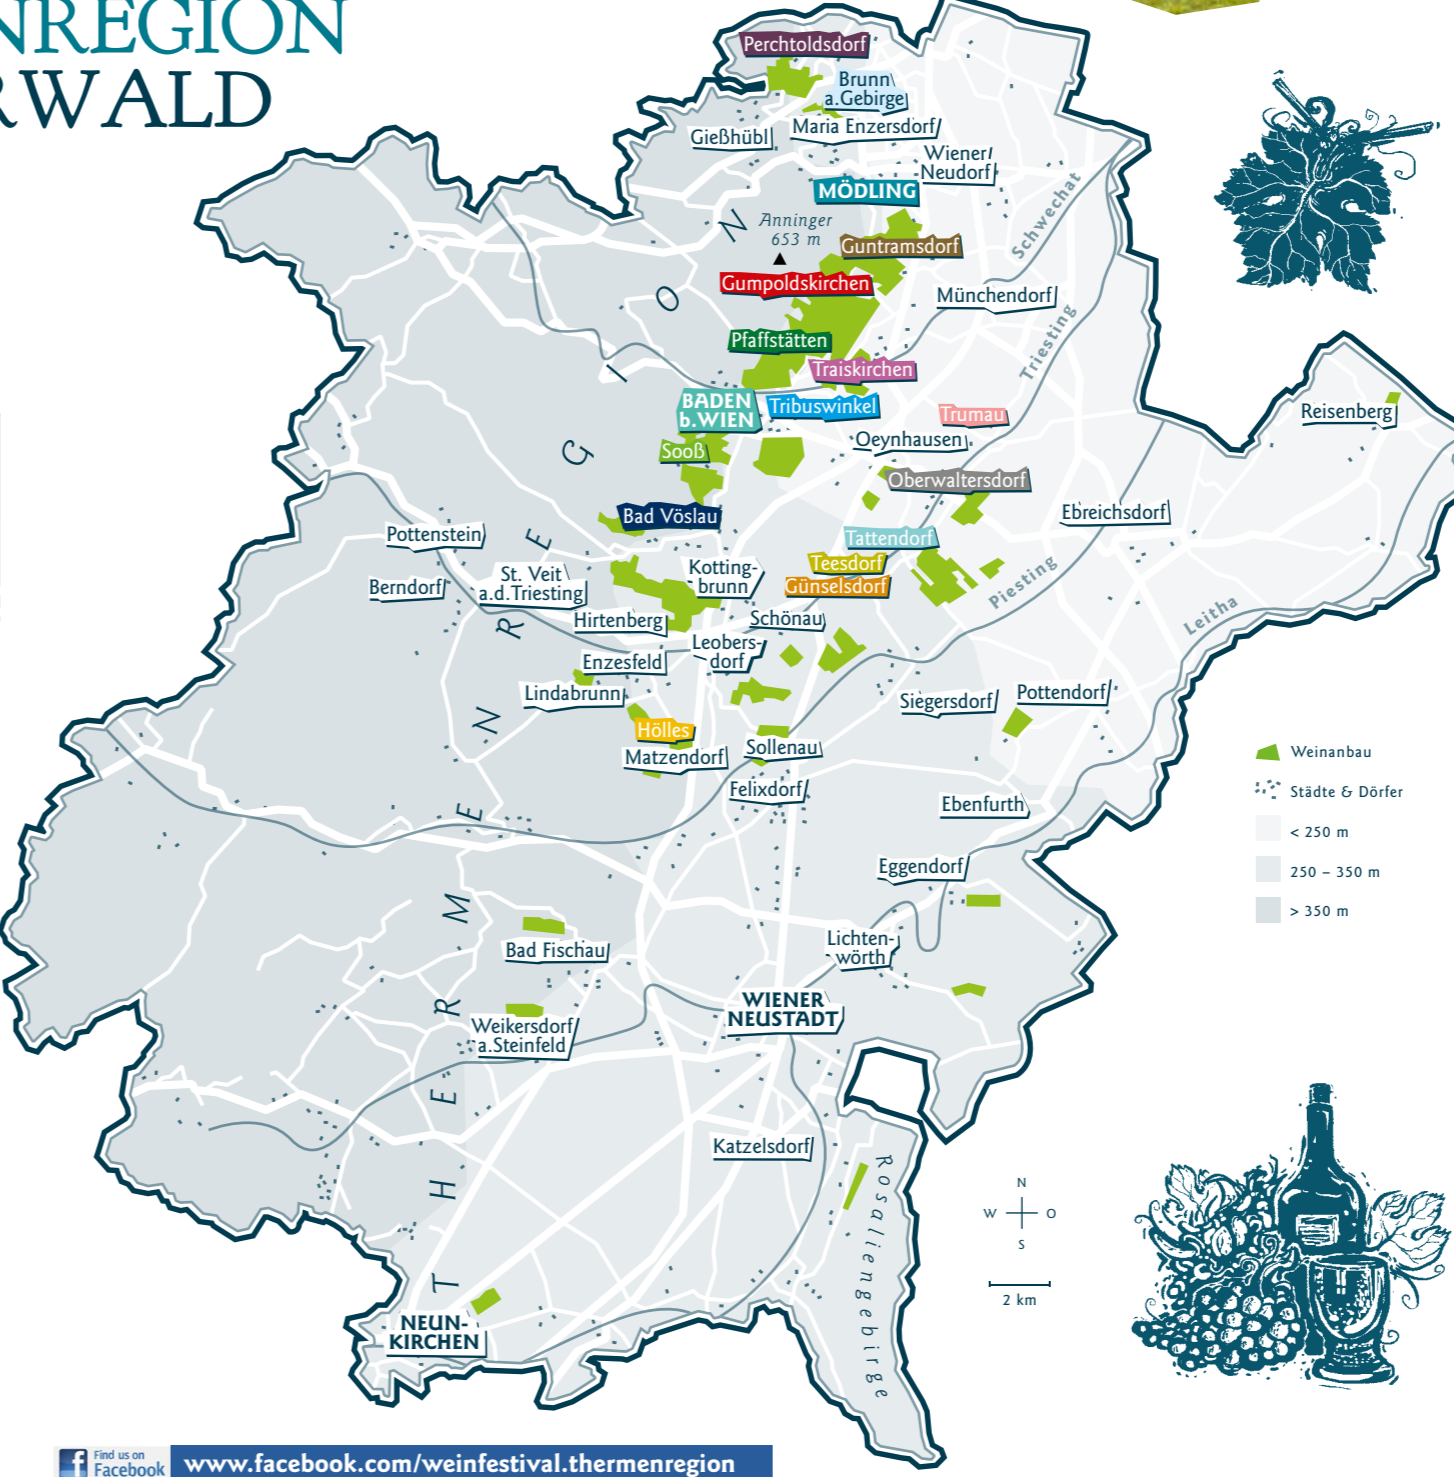 NREGION
RWALD
Perchtoldsdorf
Brunn
a.Gebirge
Gießhübl
Maria Enzersdorf
Wiener
Neudorf
MÖDLING
Anninger
653 m
Guntramsdorf
Schwechat
Gumpoldskirchen
Münchendorf
Pfaffstätten
Triesting
Traiskirchen
BADEN
b.WIEN
Tribuswinkel
Trumau
Reisenberg
Oeynhausen
Sooß
Oberwaltersdorf
Bad Vöslau
Ebreichsdorf
Pottenstein
Tattendorf
Teesdorf
Günselsdorf
Kotting-
brunn
St. Veit
a.d.Triesting
Berndorf
Piesting
Leitha
Hirtenberg
Schönau
Leobers-
dorf
Enzesfeld
Lindabrunn
Siegersdorf
Pottendorf
Hölles
Matzendorf
Sollenau
Felixdorf
Ebenfurth
Eggendorf
Bad Fischau
Lichten-
wörth
WIENER
NEUSTADT
Weikersdorf
a.Steinfeld
Katzelsdorf
Rosaliengebirge
NEUN-
KIRCHEN
THERMENREGION
Weinanbau
Städte & Dörfer
< 250 m
250 – 350 m
> 350 m
N
W O
S
2 km
Find us on
Facebook
www.facebook.com/weinfestival.thermenregion